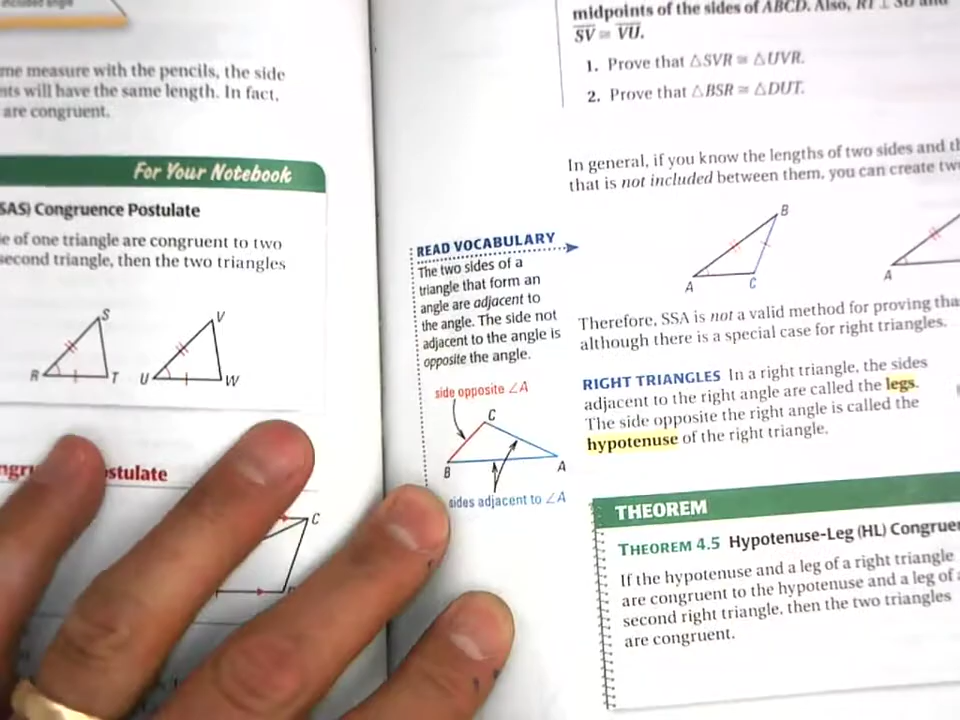 included angle
me measure with the pencils, the side
nts will have the same length. In fact,
are congruent.
For Your Notebook
SAS) Congruence Postulate
e of one triangle are congruent to two
second triangle, then the two triangles
S
R
T
V
U
W
stulate
C
midpoints of the sides of ABCD. Also,
SV ≅ VU.
1. Prove that △SVR ≅ △UVR.
2. Prove that △BSR ≅ △DUT.
In general, if you know the lengths of two sides and th
that is not included between them, you can create two
B
A
C
A
READ VOCABULARY
The two sides of a
triangle that form an
angle are adjacent to
the angle. The side not
adjacent to the angle is
opposite the angle.
side opposite ∠A
C
B
A
sides adjacent to ∠A
Therefore, SSA is not a valid method for proving tha
although there is a special case for right triangles.
RIGHT TRIANGLES In a right triangle, the sides
adjacent to the right angle are called the legs.
The side opposite the right angle is called the
hypotenuse of the right triangle.
THEOREM
THEOREM 4.5 Hypotenuse-Leg (HL) Congruen
If the hypotenuse and a leg of a right triangle
are congruent to the hypotenuse and a leg of a
second right triangle, then the two triangles
are congruent.